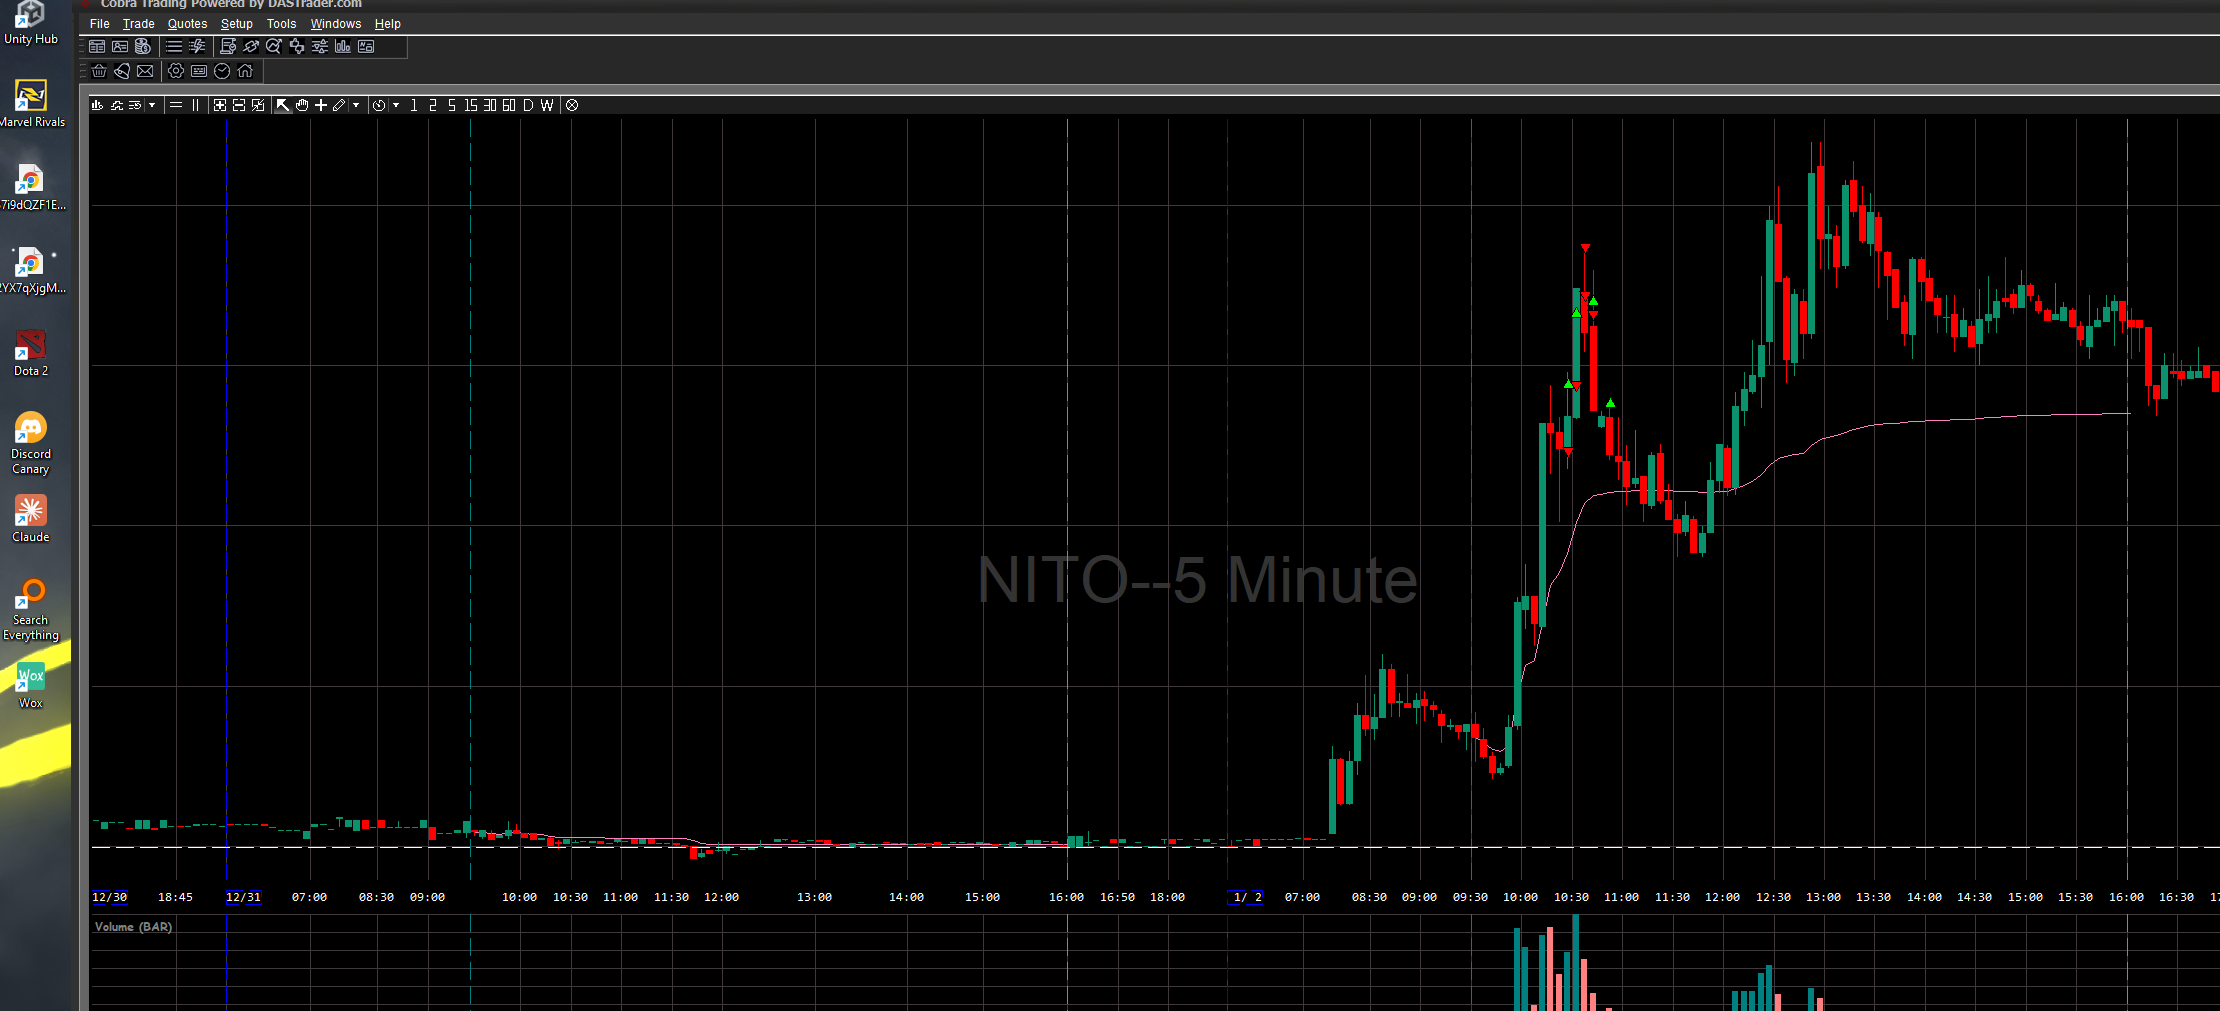 Cobra Trading Powered by DASTrader.com
File Trade Quotes Setup Tools Windows Help
1 2 5 15 30 60 D W
Unity Hub
Marvel Rivals
7i9dQZF1E...
YX7qXjgM...
Dota 2
Discord
Canary
Claude
Search
Everything
Wox
Wox
NITO--5 Minute
12/30 18:45 12/31 07:00 08:30 09:00 10:00 10:30 11:00 11:30 12:00 13:00 14:00 15:00 16:00 16:50 18:00 1/ 2 07:00 08:30 09:00 09:30 10:00 10:30 11:00 11:30 12:00 12:30 13:00 13:30 14:00 14:30 15:00 15:30 16:00 16:30
Volume (BAR)